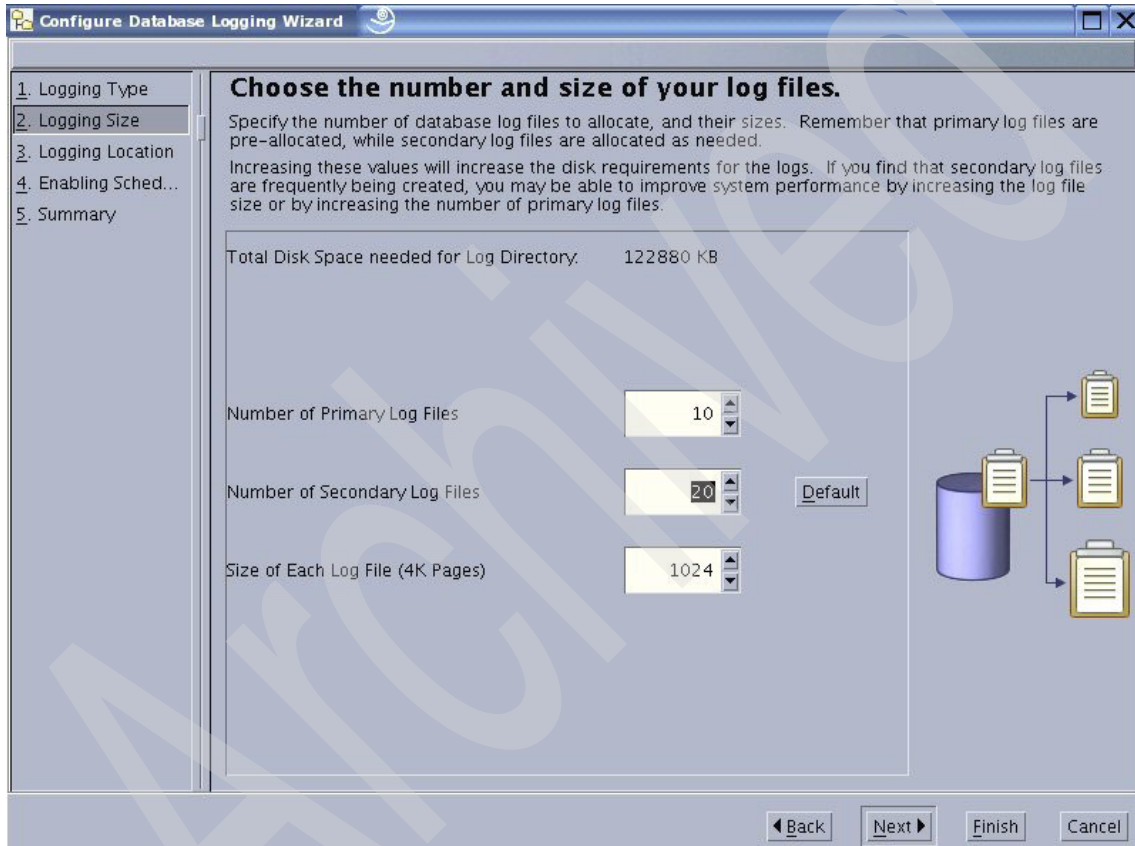 Configure Database Logging Wizard
1. Logging Type
2. Logging Size
3. Logging Location
4. Enabling Sched...
5. Summary
Choose the number and size of your log files.
Specify the number of database log files to allocate, and their sizes. Remember that primary log files are
pre-allocated, while secondary log files are allocated as needed.
Increasing these values will increase the disk requirements for the logs. If you find that secondary log files
are frequently being created, you may be able to improve system performance by increasing the log file
size or by increasing the number of primary log files.
Total Disk Space needed for Log Directory: 122880 KB
Number of Primary Log Files 10
Number of Secondary Log Files 20 Default
Size of Each Log File (4K Pages) 1024
Back Next Finish Cancel
Archived